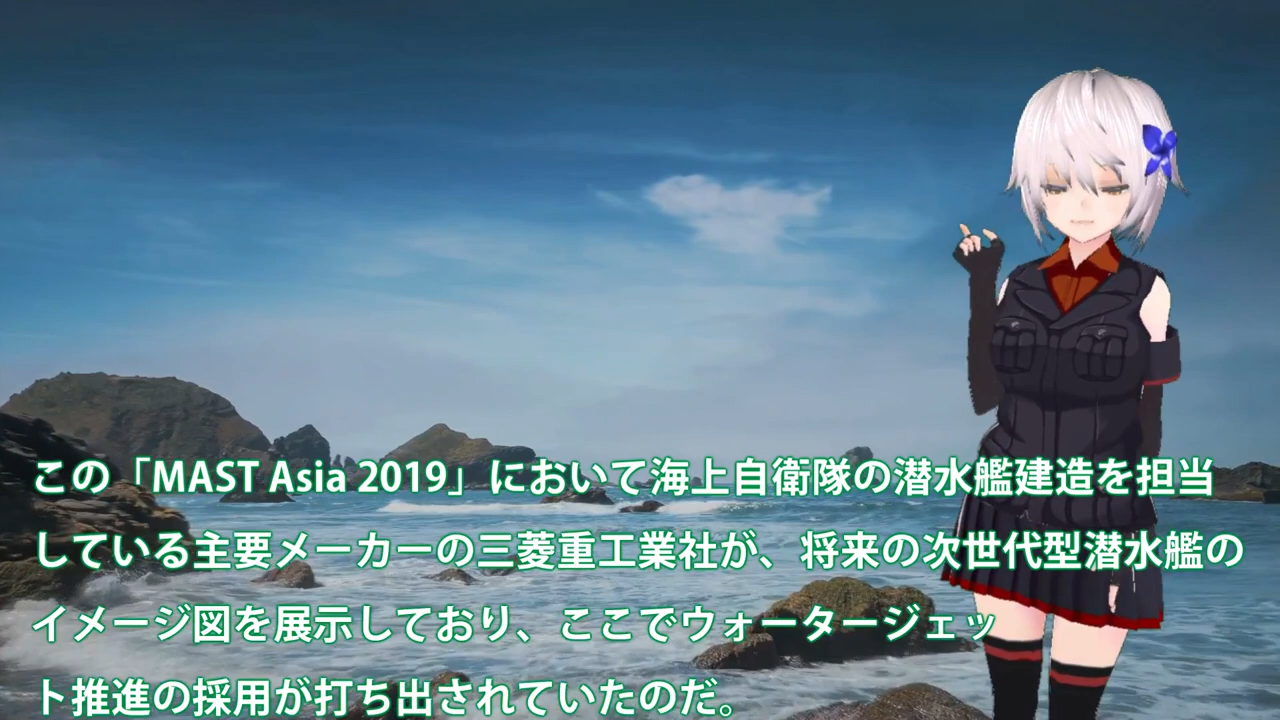 この「MAST Asia 2019」において海上自衛隊の潜水艦建造を担当
している主要メーカーの三菱重工業社が、将来の次世代型潜水艦の
イメージ図を展示しており、ここでウォータージェッ
ト推進の採用が打ち出されていたのだ。